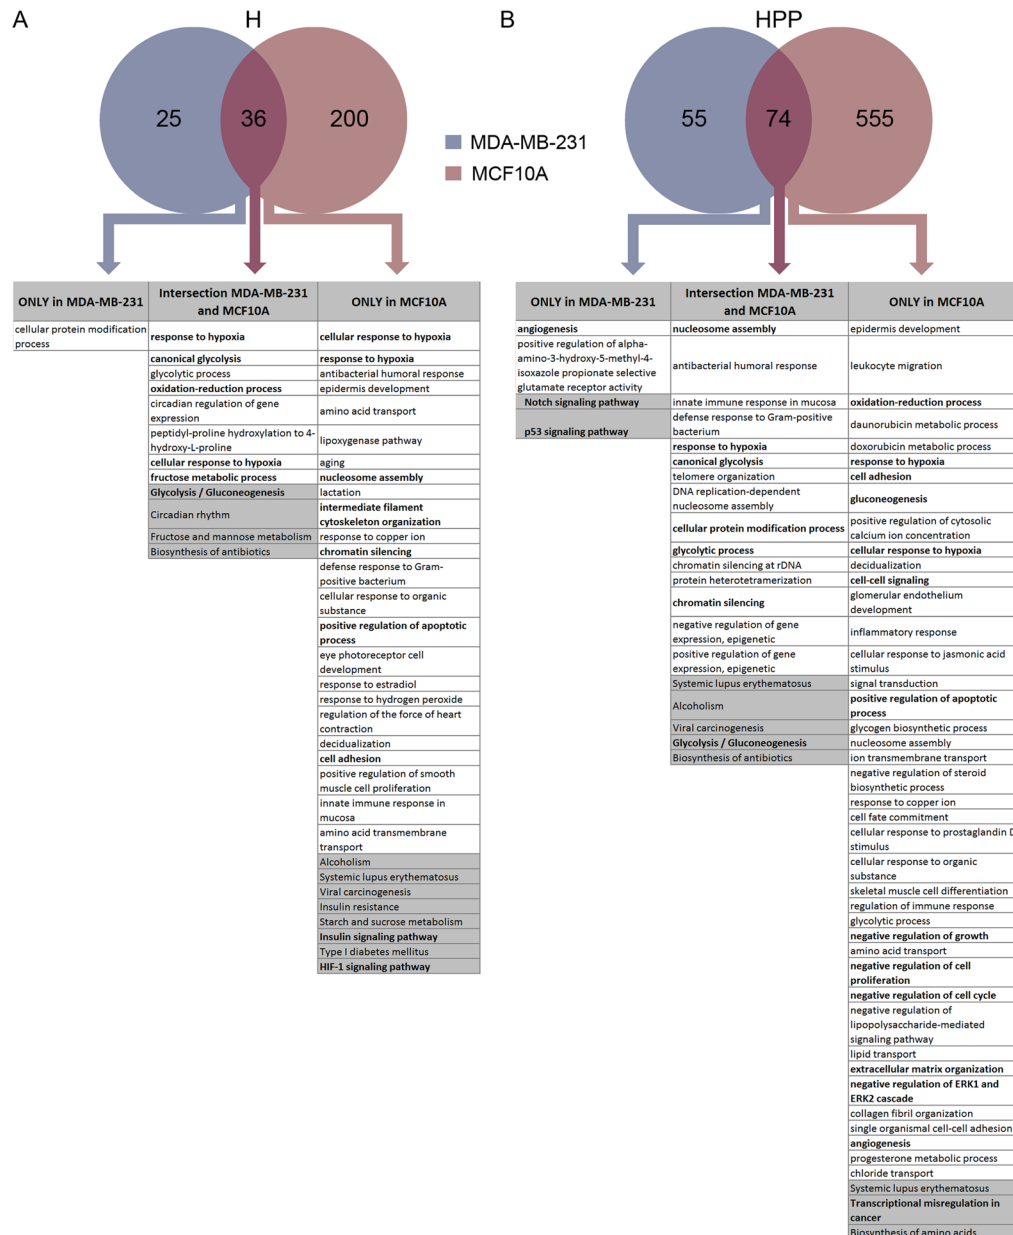 A
H
B
HPP
25
36
200
55
74
555
MDA-MB-231
MCF10A
ONLY in MDA-MB-231
Intersection MDA-MB-231
and MCF10A
ONLY in MCF10A
cellular protein modification
process
response to hypoxia
canonical glycolysis
glycolytic process
oxidation-reduction process
circadian regulation of gene
expression
peptidyl-proline hydroxylation to 4-
hydroxy-L-proline
cellular response to hypoxia
fructose metabolic process
Glycolysis / Gluconeogenesis
Circadian rhythm
Fructose and mannose metabolism
Biosynthesis of antibiotics
cellular response to hypoxia
response to hypoxia
antibacterial humoral response
epidermis development
amino acid transport
lipoxygenase pathway
aging
nucleosome assembly
lactation
intermediate filament
cytoskeleton organization
response to copper ion
chromatin silencing
defense response to Gram-
positive bacterium
cellular response to organic
substance
positive regulation of apoptotic
process
eye photoreceptor cell
development
response to estradiol
response to hydrogen peroxide
regulation of the force of heart
contraction
decidualization
cell adhesion
positive regulation of smooth
muscle cell proliferation
innate immune response in
mucosa
amino acid transmembrane
transport
Alcoholism
Systemic lupus erythematosus
Viral carcinogenesis
Insulin resistance
Starch and sucrose metabolism
Insulin signaling pathway
Type I diabetes mellitus
HIF-1 signaling pathway
ONLY in MDA-MB-231
Intersection MDA-MB-231
and MCF10A
ONLY in MCF10A
angiogenesis
positive regulation of alpha-
amino-3-hydroxy-5-methyl-4-
isoxazole propionate selective
glutamate receptor activity
Notch signaling pathway
p53 signaling pathway
nucleosome assembly
antibacterial humoral response
innate immune response in mucosa
defense response to Gram-positive
bacterium
response to hypoxia
canonical glycolysis
telomere organization
DNA replication-dependent
nucleosome assembly
cellular protein modification process
glycolytic process
chromatin silencing at rDNA
protein heterotetramerization
chromatin silencing
negative regulation of gene
expression, epigenetic
positive regulation of gene
expression, epigenetic
Systemic lupus erythematosus
Alcoholism
Viral carcinogenesis
Glycolysis / Gluconeogenesis
Biosynthesis of antibiotics
epidermis development
leukocyte migration
oxidation-reduction process
daunorubicin metabolic process
doxorubicin metabolic process
response to hypoxia
cell adhesion
gluconeogenesis
positive regulation of cytosolic
calcium ion concentration
cellular response to hypoxia
decidualization
cell-cell signaling
glomerular endothelium
development
inflammatory response
cellular response to jasmonic acid
stimulus
signal transduction
positive regulation of apoptotic
process
glycogen biosynthetic process
nucleosome assembly
ion transmembrane transport
negative regulation of steroid
biosynthetic process
response to copper ion
cell fate commitment
cellular response to prostaglandin D
stimulus
cellular response to organic
substance
skeletal muscle cell differentiation
regulation of immune response
glycolytic process
negative regulation of growth
amino acid transport
negative regulation of cell
proliferation
negative regulation of cell cycle
negative regulation of
lipopolysaccharide-mediated
signaling pathway
lipid transport
extracellular matrix organization
negative regulation of ERK1 and
ERK2 cascade
collagen fibril organization
single organismal cell-cell adhesion
angiogenesis
progesterone metabolic process
chloride transport
Systemic lupus erythematosus
Transcriptional misregulation in
cancer
Biosynthesis of amino acids